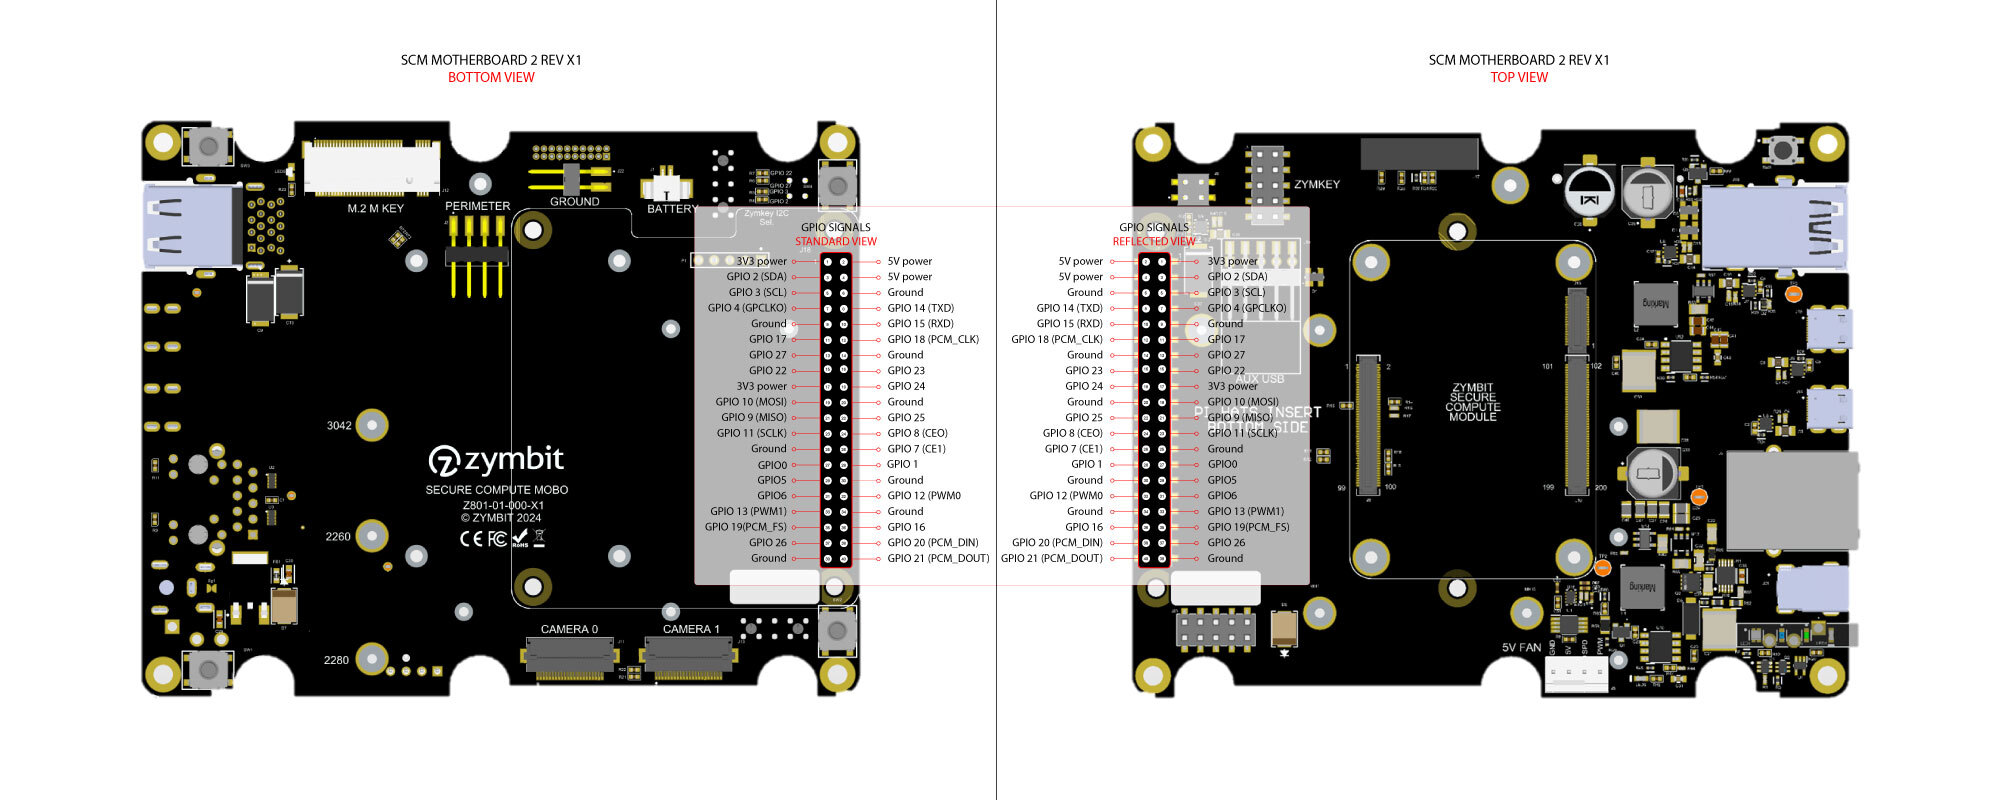 SCM MOTHERBOARD 2 REV X1
BOTTOM VIEW
M.2 M KEY
PERIMETER
GROUND
BATTERY
GPIO 22
GPIO 27
GPIO 3
GPIO 2
Zymkey I2C
Sel.
GPIO SIGNALS
STANDARD VIEW
3V3 power 5V power
GPIO 2 (SDA) 5V power
GPIO 3 (SCL) Ground
GPIO 4 (GPCLKO) GPIO 14 (TXD)
Ground GPIO 15 (RXD)
GPIO 17 GPIO 18 (PCM_CLK)
GPIO 27 Ground
GPIO 22 GPIO 23
3V3 power GPIO 24
GPIO 10 (MOSI) Ground
GPIO 9 (MISO) GPIO 25
GPIO 11 (SCLK) GPIO 8 (CEO)
Ground GPIO 7 (CE1)
GPIO0 GPIO 1
GPIO5 Ground
GPIO6 GPIO 12 (PWM0
GPIO 13 (PWM1) Ground
GPIO 19(PCM_FS) GPIO 16
GPIO 26 GPIO 20 (PCM_DIN)
Ground GPIO 21 (PCM_DOUT)
3042
2260
2280
zymbit
SECURE COMPUTE MOBO
Z801-01-000-X1
© ZYMBIT 2024
CE FC RoHS
CAMERA 0
CAMERA 1
SCM MOTHERBOARD 2 REV X1
TOP VIEW
ZYMKEY
GPIO SIGNALS
REFLECTED VIEW
5V power 3V3 power
5V power GPIO 2 (SDA)
Ground GPIO 3 (SCL)
GPIO 14 (TXD) GPIO 4 (GPCLKO)
GPIO 15 (RXD) Ground
GPIO 18 (PCM_CLK) GPIO 17
Ground GPIO 27
GPIO 23 GPIO 22
GPIO 24 3V3 power
Ground GPIO 10 (MOSI)
GPIO 25 GPIO 9 (MISO)
GPIO 8 (CEO) GPIO 11 (SCLK)
GPIO 7 (CE1) Ground
GPIO 1 GPIO0
Ground GPIO5
GPIO 12 (PWM0 GPIO6
Ground GPIO 13 (PWM1)
GPIO 16 GPIO 19(PCM_FS)
GPIO 20 (PCM_DIN) GPIO 26
GPIO 21 (PCM_DOUT) Ground
AUX USB
PI HATS INSERT
BOTTOM SIDE
1 2
99 100
101 102
199 200
ZYMBIT
SECURE
COMPUTE
MODULE
Marking
Marking
5V FAN
GND
5V
SPD
PWM